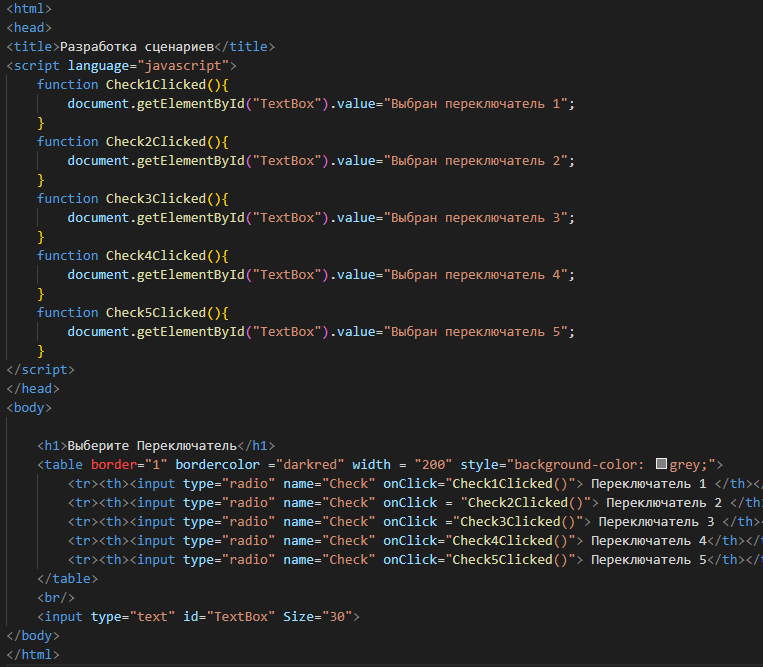 <html>
<head>
<title>Разработка сценариев</title>
<script language="javascript">
function Check1Clicked(){
document.getElementById("TextBox").value="Выбран переключатель 1";
}
function Check2Clicked(){
document.getElementById("TextBox").value="Выбран переключатель 2";
}
function Check3Clicked(){
document.getElementById("TextBox").value="Выбран переключатель 3";
}
function Check4Clicked(){
document.getElementById("TextBox").value="Выбран переключатель 4";
}
function Check5Clicked(){
document.getElementById("TextBox").value="Выбран переключатель 5";
}
</script>
</head>
<body>
<h1>Выберите Переключатель</h1>
<table border="1" bordercolor ="darkred" width = "200" style="background-color: grey;">
<tr><th><input type="radio" name="Check" onClick="Check1Clicked()"> Переключатель 1 </th></
<tr><th><input type="radio" name="Check" onClick = "Check2Clicked()"> Переключатель 2 </th
<tr><th><input type="radio" name="Check" onClick ="Check3Clicked()"> Переключатель 3 </th><
<tr><th><input type="radio" name="Check" onClick="Check4Clicked()"> Переключатель 4</th></t
<tr><th><input type="radio" name="Check" onClick="Check5Clicked()"> Переключатель 5</th></t
</table>
<br/>
<input type="text" id="TextBox" Size="30">
</body>
</html>